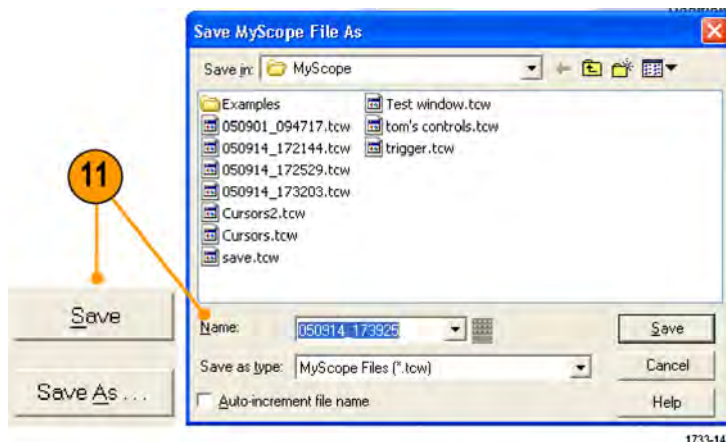 Save MyScope File As
Save in: MyScope
Examples
050901_094717.tcw
050914_172144.tcw
050914_172529.tcw
050914_173203.tcw
Cursors2.tcw
Cursors.tcw
save.tcw
Test window.tcw
tom's controls.tcw
trigger.tcw
11
Save
Save As ...
Name: 050914_173925
Save
Save as type: MyScope Files (*.tcw)
Cancel
Auto-increment file name
Help
1733-14